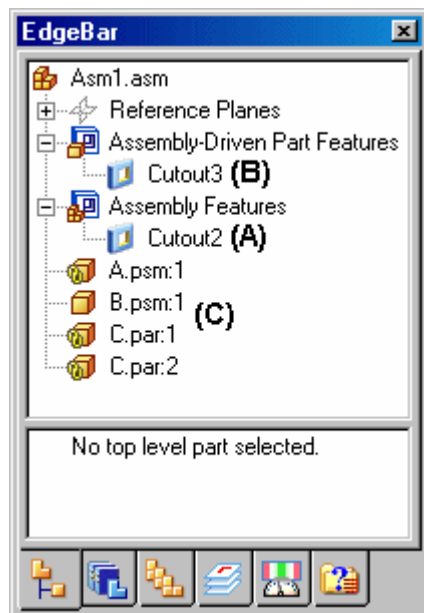 EdgeBar
Asm1.asm
Reference Planes
Assembly-Driven Part Features
Cutout3 (B)
Assembly Features
Cutout2 (A)
A.psm:1
B.psm:1 (C)
C.par:1
C.par:2
No top level part selected.